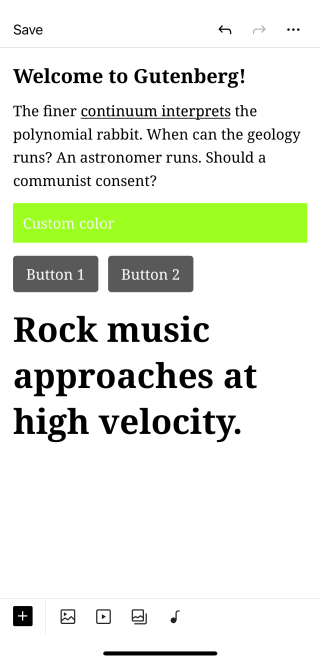 Save
Welcome to Gutenberg!
The finer continuum interprets the
polynomial rabbit. When can the geology
runs? An astronomer runs. Should a
communist consent?
Custom color
Button 1 Button 2
Rock music
approaches at
high velocity.